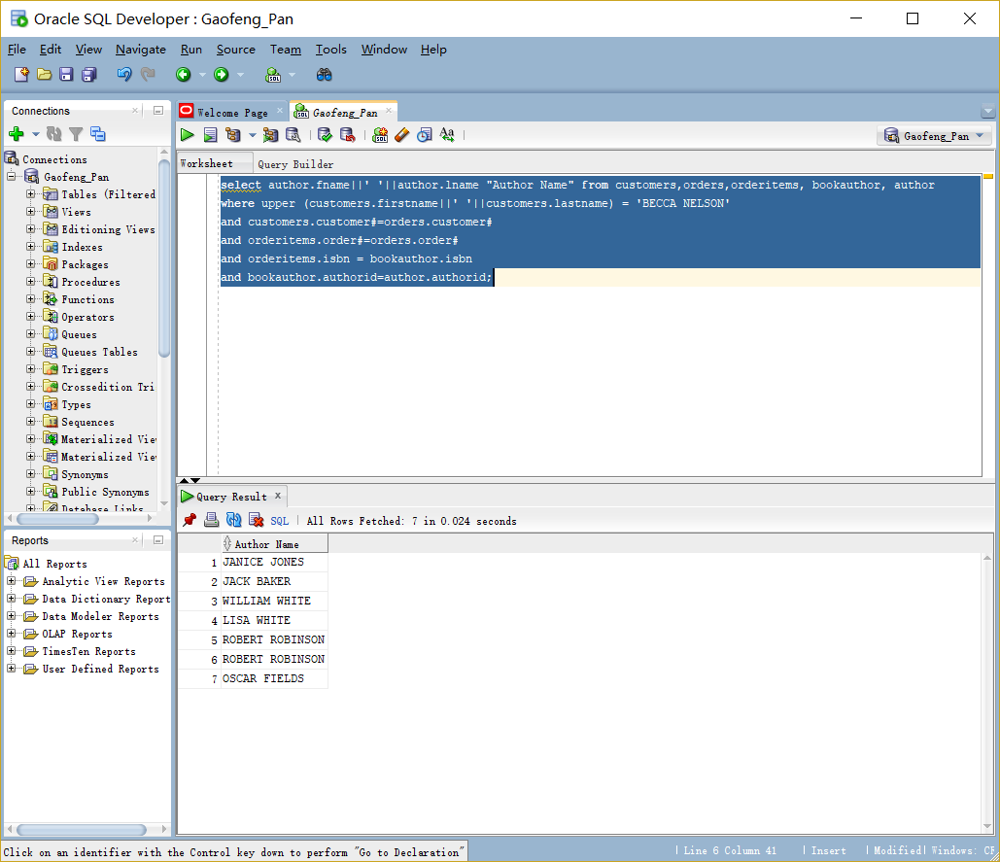 Oracle SQL Developer : Gaofeng_Pan
File Edit View Navigate Run Source Team Tools Window Help
Connections
Connections
Gaofeng_Pan
Tables (Filtered
Views
Editioning Views
Indexes
Packages
Procedures
Functions
Operators
Queues
Queues Tables
Triggers
Crossedition Tri
Types
Sequences
Materialized Vie
Materialized Vie
Synonyms
Public Synonyms
Database Links
Reports
All Reports
Analytic View Reports
Data Dictionary Report
Data Modeler Reports
OLAP Reports
TimesTen Reports
User Defined Reports
Welcome Page Gaofeng_Pan
Gaofeng_Pan
Worksheet Query Builder
select author.fname||' '||author.lname "Author Name" from customers,orders,orderitems, bookauthor, author
where upper (customers.firstname||' '||customers.lastname) = 'BECCA NELSON'
and customers.customer#=orders.customer#
and orderitems.order#=orders.order#
and orderitems.isbn = bookauthor.isbn
and bookauthor.authorid=author.authorid;
Query Result
SQL All Rows Fetched: 7 in 0.024 seconds
Author Name
1 JANICE JONES
2 JACK BAKER
3 WILLIAM WHITE
4 LISA WHITE
5 ROBERT ROBINSON
6 ROBERT ROBINSON
7 OSCAR FIELDS
Click on an identifier with the Control key down to perform "Go to Declaration"
Line 6 Column 41 Insert Modified Windows: CF